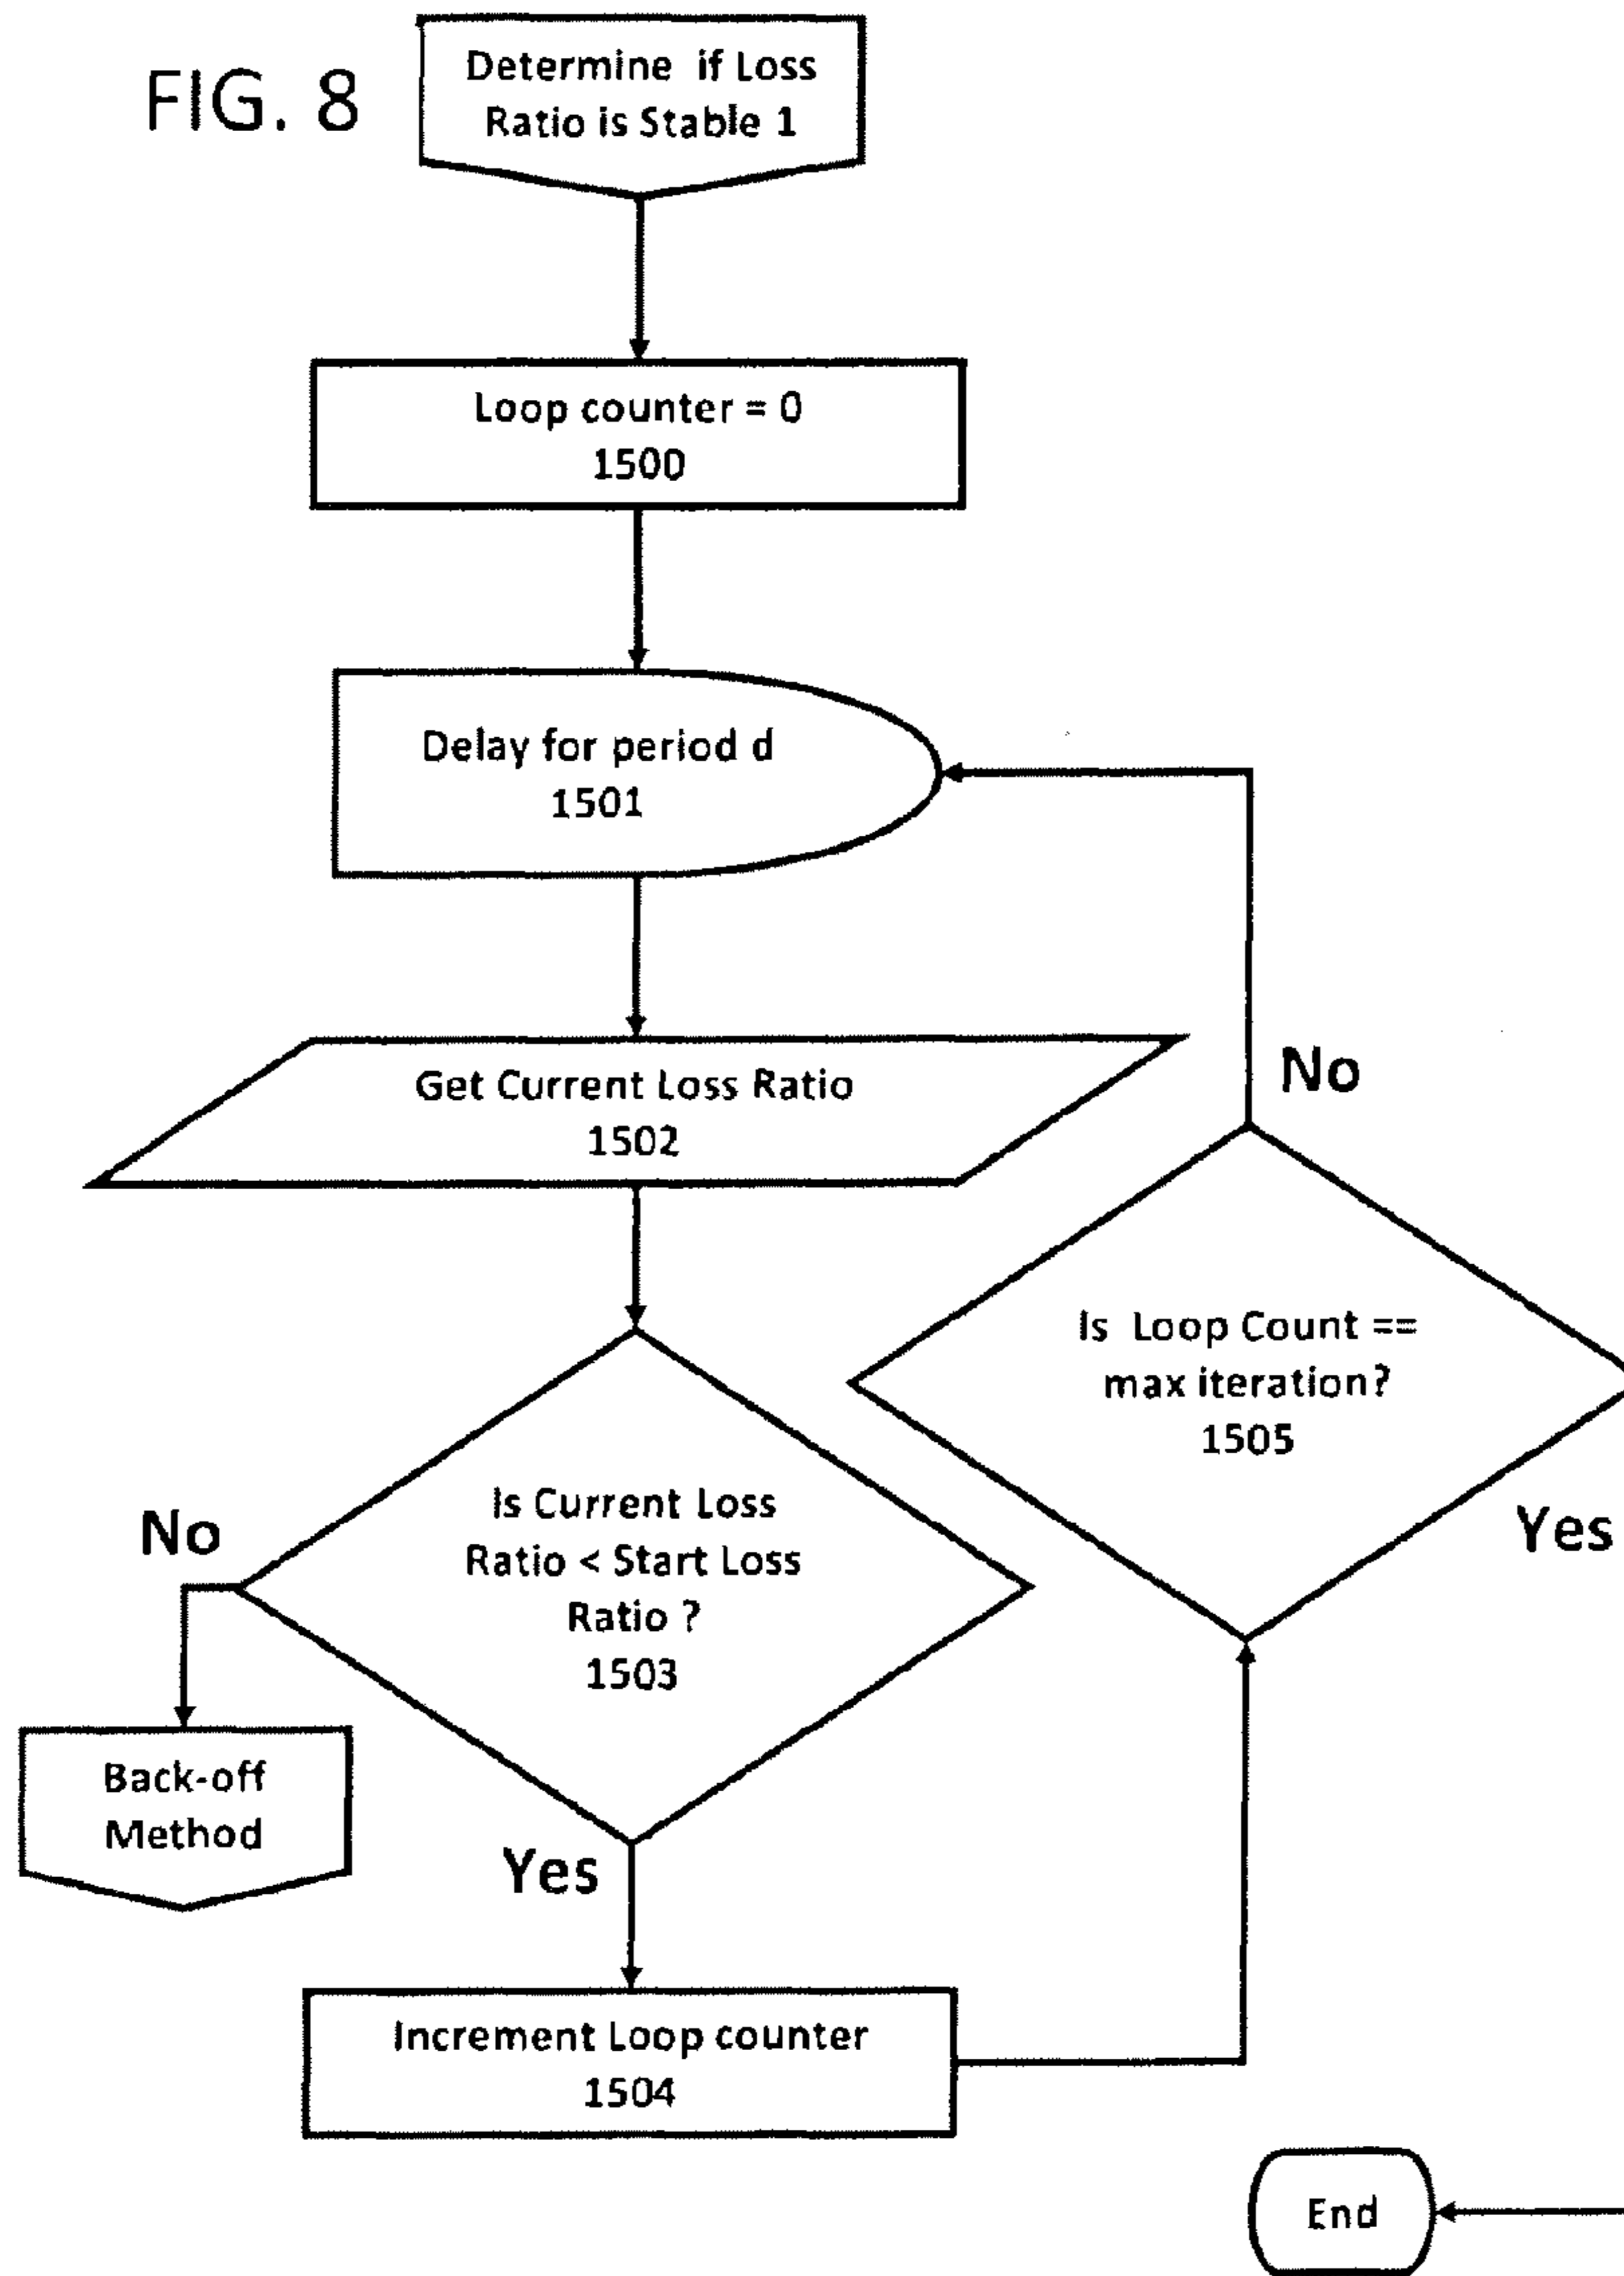 FIG. 8
Determine if Loss
Ratio is Stable 1
Loop counter = 0
1500
Delay for period d
1501
Get Current Loss Ratio
1502
No
Is Loop Count ==
max iteration?
1505
Yes
Is Current Loss
Ratio < Start Loss
Ratio ?
1503
No
Back-off
Method
Yes
Increment Loop counter
1504
End